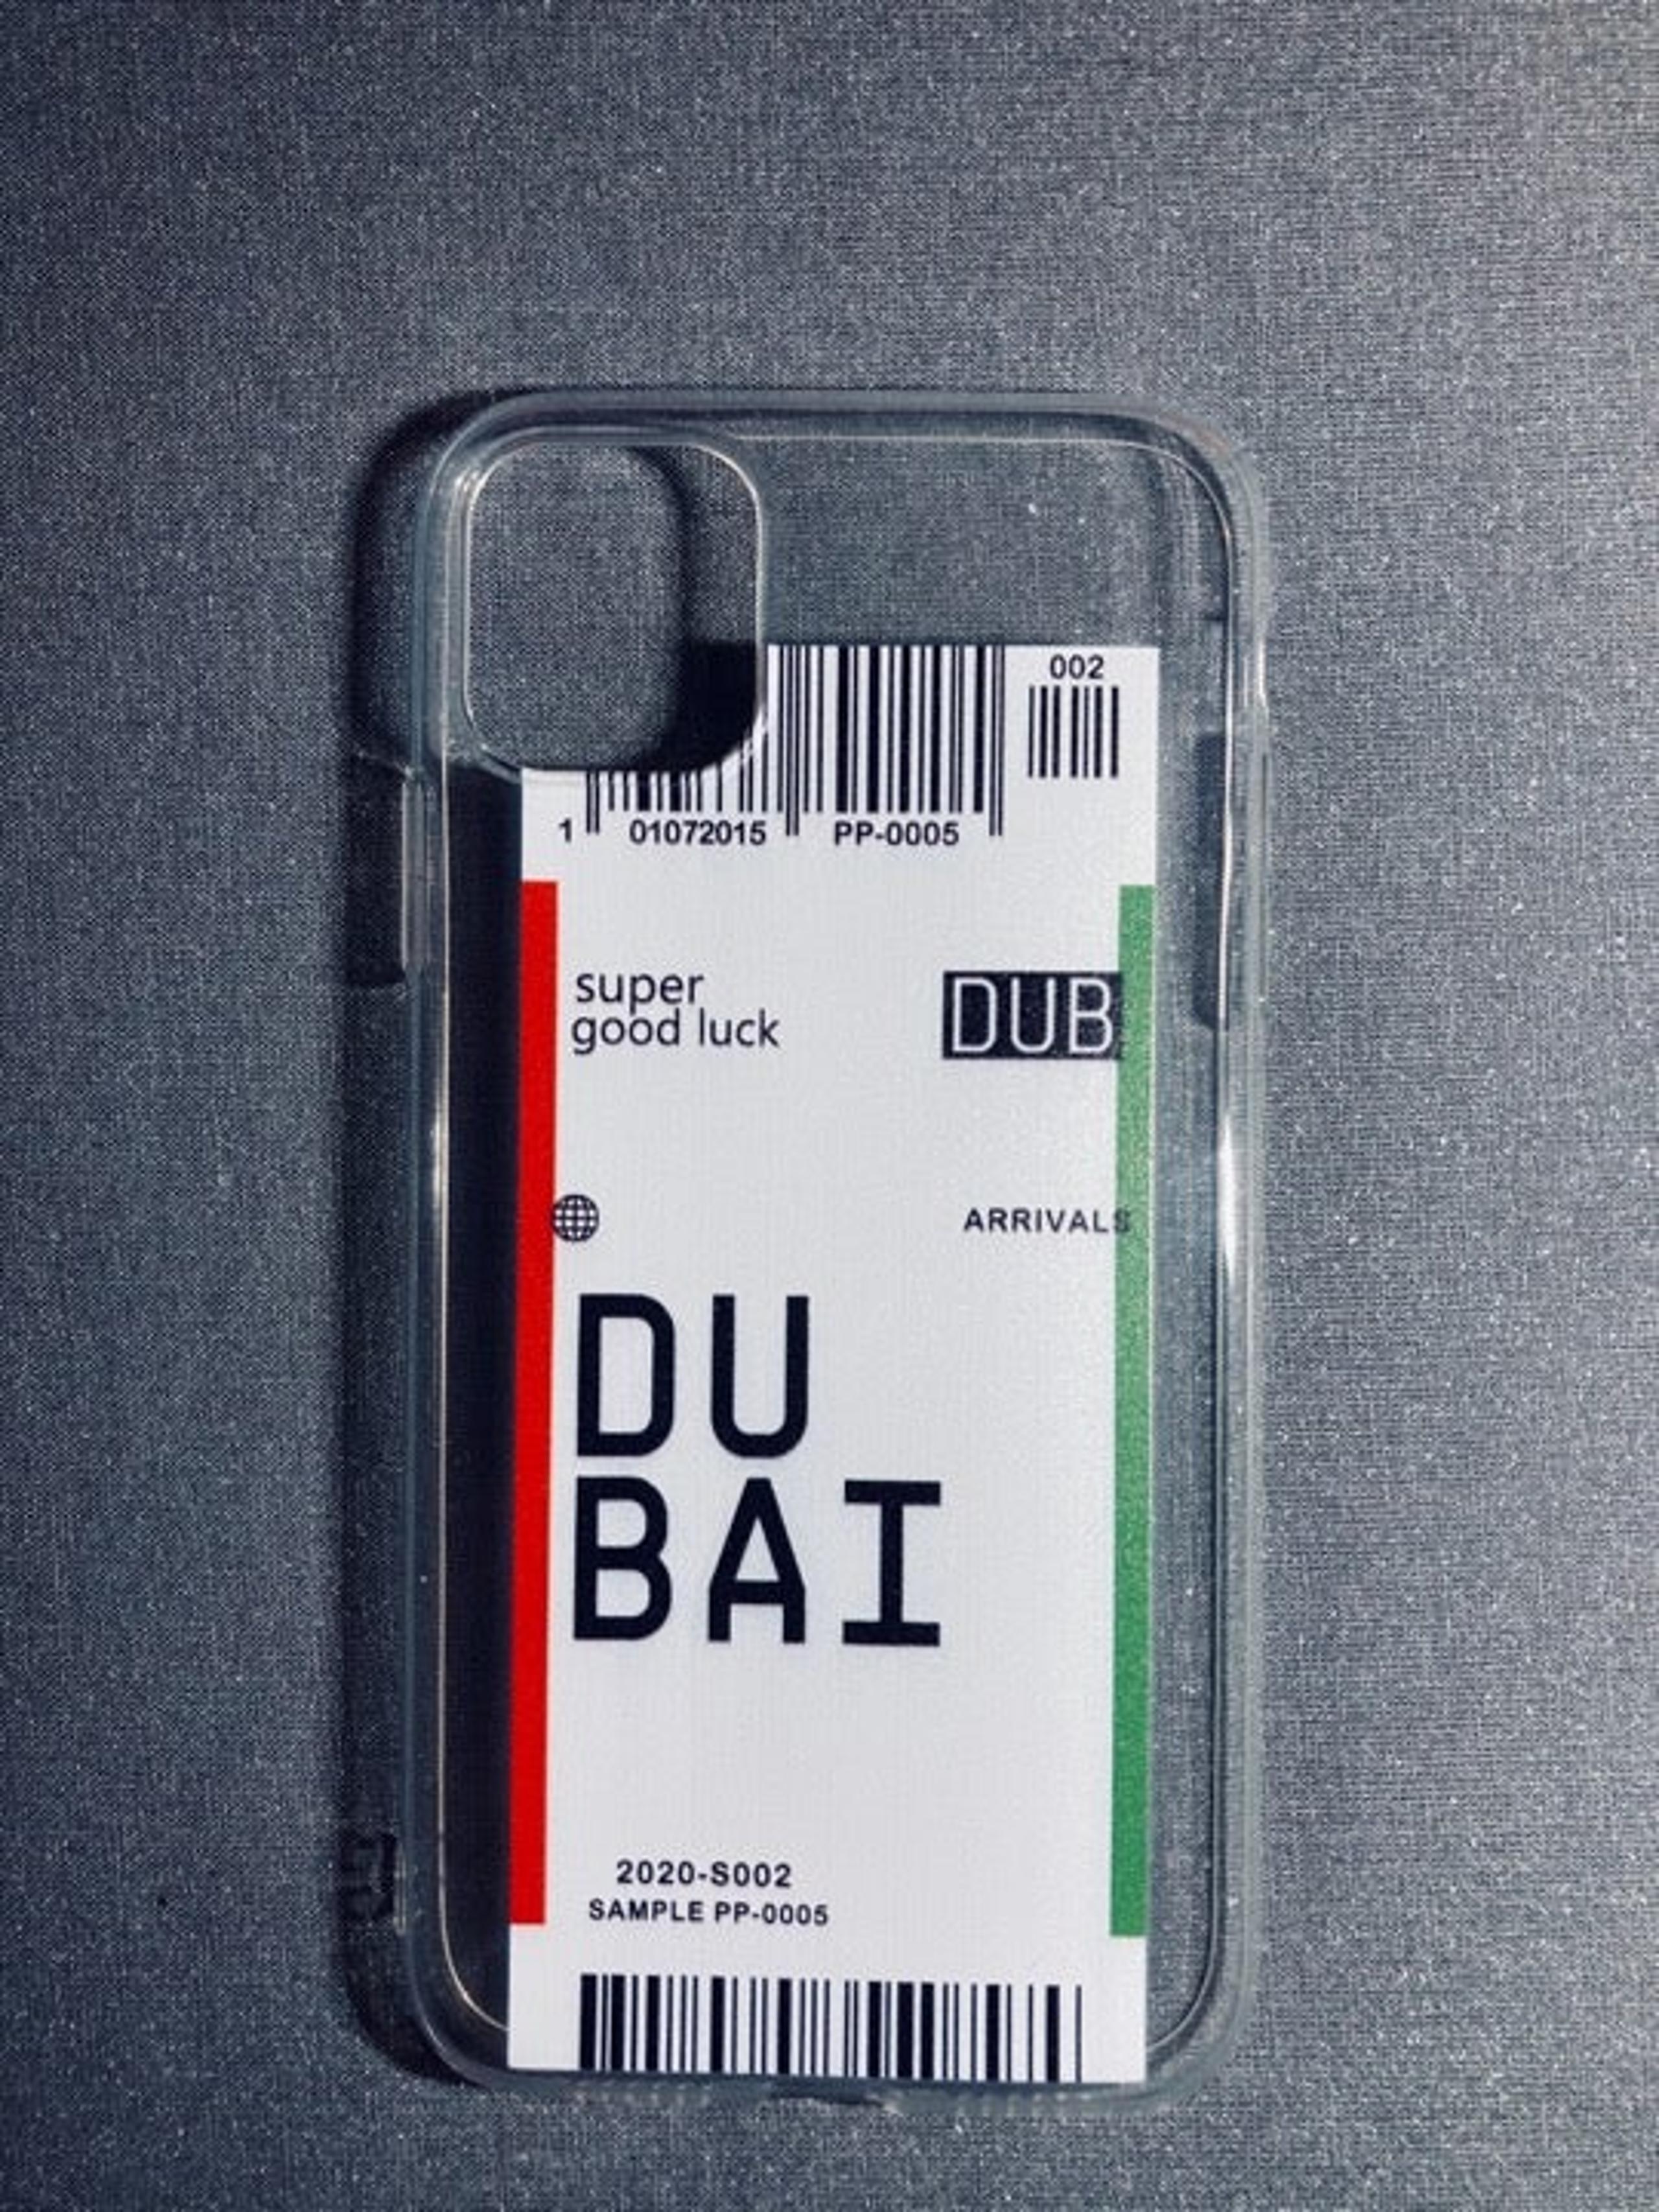 002
1 01072015 PP-0005
super
good luck
DUB
ARRIVALS
DU
BAI
2020-S002
SAMPLE PP-0005